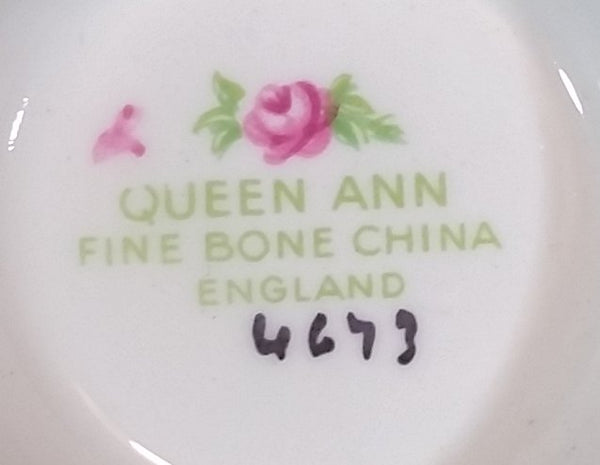 QUEEN ANN
FINE BONE CHINA
ENGLAND
4673